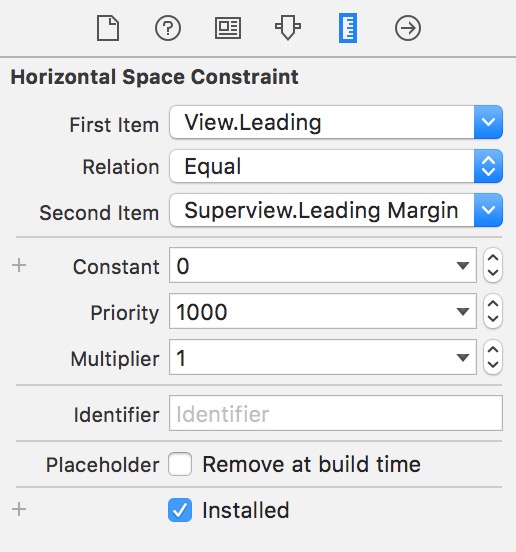 Horizontal Space Constraint
First Item View.Leading
Relation Equal
Second Item Superview.Leading Margin
Constant 0
Priority 1000
Multiplier 1
Identifier Identifier
Placeholder Remove at build time
Installed